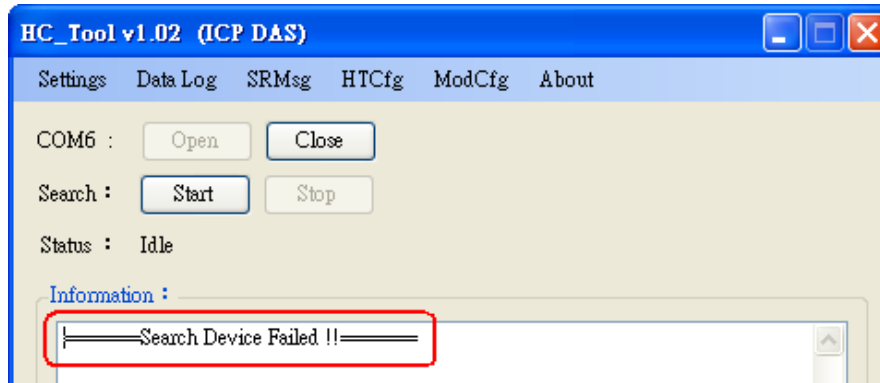 HC_Tool v1.02 (ICP DAS)
Settings Data Log SRMsg HTCfg ModCfg About
COM6 : Open Close
Search : Start Stop
Status : Idle
Information :
======Search Device Failed !!======